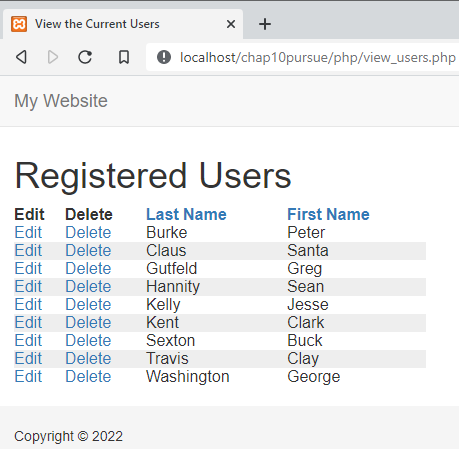 View the Current Users
localhost/chap10pursue/php/view_users.php
My Website
Registered Users
Edit Delete Last Name First Name
Edit Delete Burke Peter
Edit Delete Claus Santa
Edit Delete Gutfeld Greg
Edit Delete Hannity Sean
Edit Delete Kelly Jesse
Edit Delete Kent Clark
Edit Delete Sexton Buck
Edit Delete Travis Clay
Edit Delete Washington George
Copyright © 2022